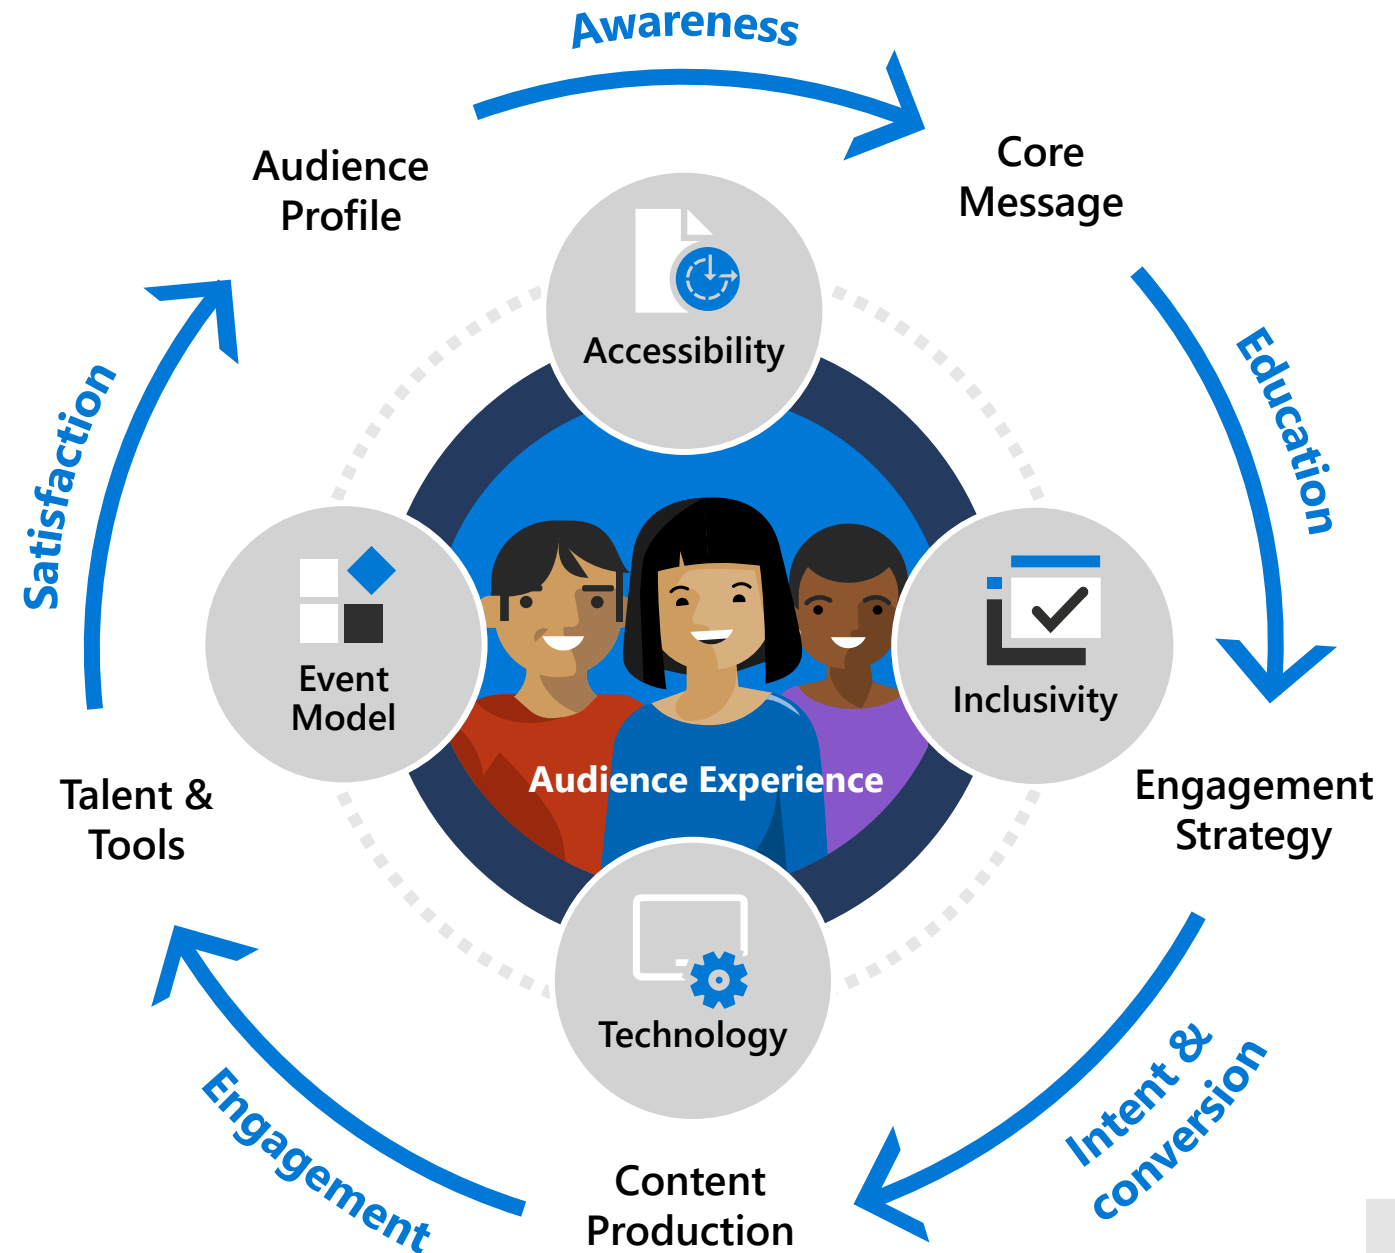 Awareness
Audience
Profile
Core
Message
Accessibility
Education
Satisfaction
Event
Model
Inclusivity
Audience Experience
Talent &
Tools
Engagement
Strategy
Technology
Intent &
conversion
Engagement
Content
Production